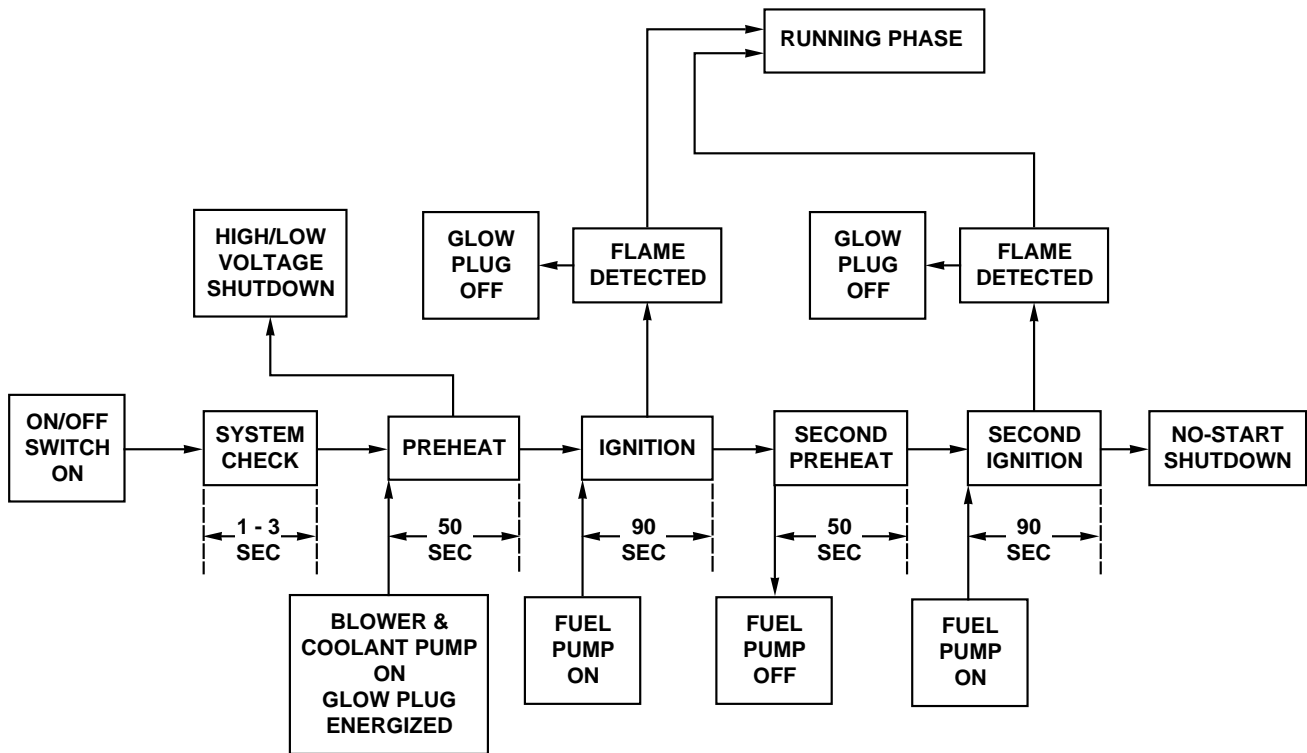 RUNNING PHASE
HIGH/LOW
VOLTAGE
SHUTDOWN
GLOW
PLUG
OFF
FLAME
DETECTED
GLOW
PLUG
OFF
FLAME
DETECTED
ON/OFF
SWITCH
ON
SYSTEM
CHECK
PREHEAT
IGNITION
SECOND
PREHEAT
SECOND
IGNITION
NO-START
SHUTDOWN
1 - 3
SEC
50
SEC
90
SEC
50
SEC
90
SEC
BLOWER &
COOLANT PUMP
ON
GLOW PLUG
ENERGIZED
FUEL
PUMP
ON
FUEL
PUMP
OFF
FUEL
PUMP
ON